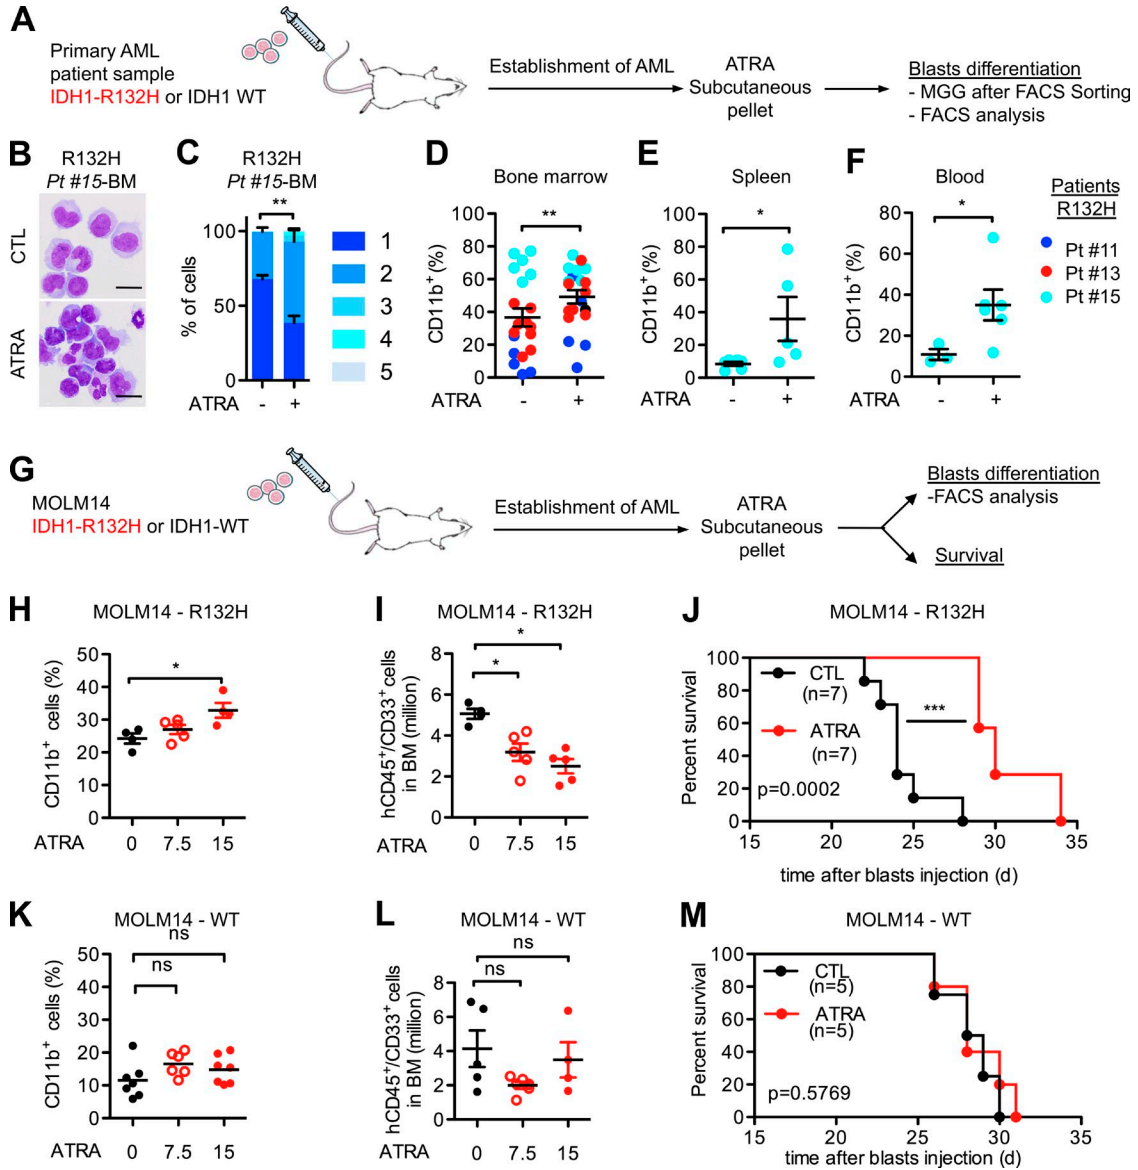 A
Primary AML
patient sample
IDH1-R132H or IDH1 WT
Establishment of AML
ATRA
Subcutaneous
pellet
Blasts differentiation
- MGG after FACS Sorting
- FACS analysis
B
R132H
Pt #15-BM
CTL
ATRA
C
R132H
Pt #15-BM
**
% of cells
100
50
0
ATRA - +
1
2
3
4
5
D
Bone marrow
**
CD11b+ (%)
100
80
60
40
20
0
ATRA - +
E
Spleen
*
CD11b+ (%)
100
80
60
40
20
0
ATRA - +
F
Blood
*
CD11b+ (%)
80
60
40
20
0
ATRA - +
Patients
R132H
Pt #11
Pt #13
Pt #15
G
MOLM14
IDH1-R132H or IDH1-WT
Establishment of AML
ATRA
Subcutaneous
pellet
Blasts differentiation
-FACS analysis
Survival
H
MOLM14 - R132H
*
CD11b+ cells (%)
50
40
30
20
10
0
ATRA 0 7.5 15
I
MOLM14 - R132H
*
*
hCD45+/CD33+ cells
in BM (million)
8
6
4
2
0
ATRA 0 7.5 15
J
MOLM14 - R132H
Percent survival
100
80
60
40
20
0
CTL
(n=7)
ATRA
(n=7)
***
p=0.0002
15 20 25 30 35
time after blasts injection (d)
K
MOLM14 - WT
ns
ns
CD11b+ cells (%)
50
40
30
20
10
0
ATRA 0 7.5 15
L
MOLM14 - WT
ns
ns
hCD45+/CD33+ cells
in BM (million)
8
6
4
2
0
ATRA 0 7.5 15
M
MOLM14 - WT
Percent survival
100
80
60
40
20
0
CTL
(n=5)
ATRA
(n=5)
p=0.5769
15 20 25 30 35
time after blasts injection (d)